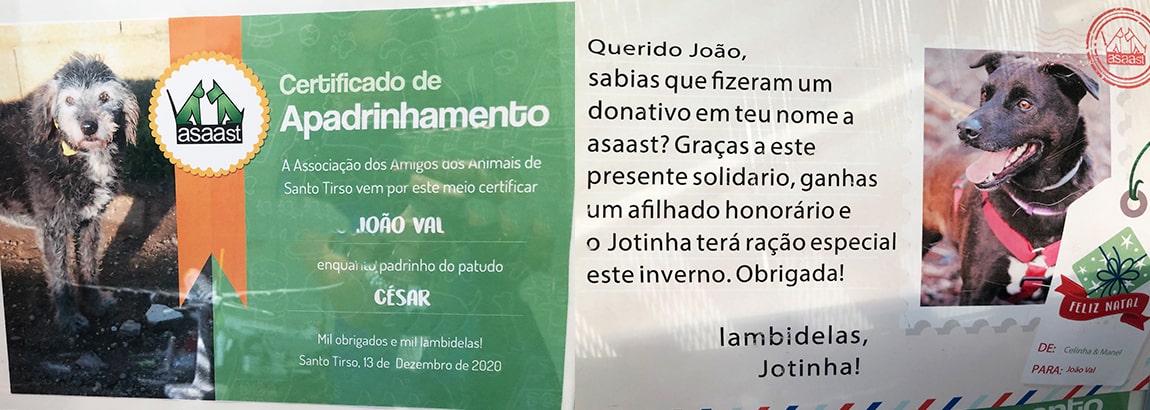 asaast
Certificado de
Apadrinhamento
A Associação dos Amigos dos Animais de
Santo Tirso vem por este meio certificar
JOÃO VAL
enquanto padrinho do patudo
CÉSAR
Mil obrigados e mil lambidelas!
Santo Tirso, 13 de Dezembro de 2020
Querido João,
sabias que fizeram um
donativo em teu nome a
asaast? Graças a este
presente solidario, ganhas
um afilhado honorário e
o Jotinha terá ração especial
este inverno. Obrigada!
lambidelas,
Jotinha!
asaast
FELIZ NATAL
DE: Celinha & Manel
PARA: João Val